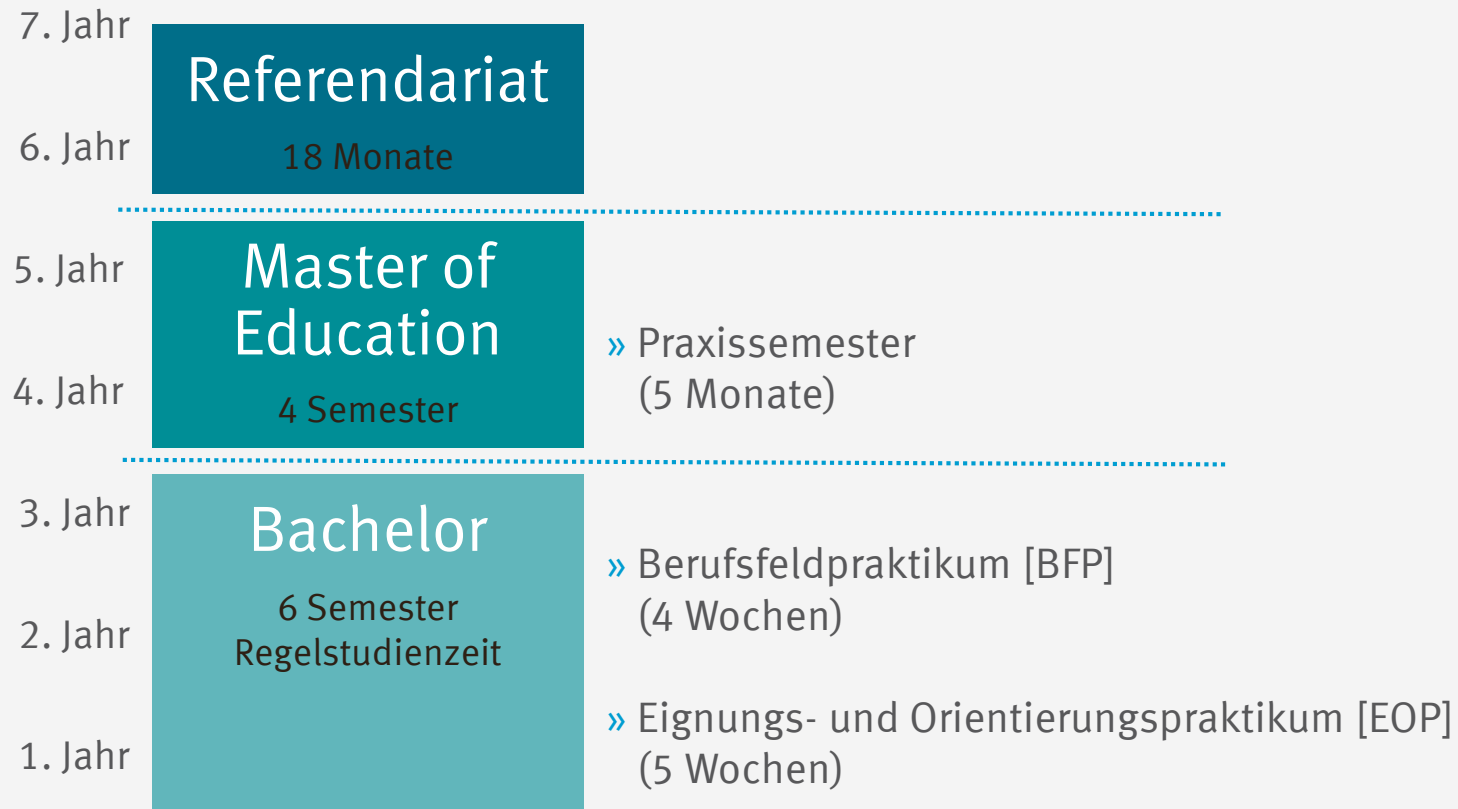 7. Jahr
Referendariat
6. Jahr
18 Monate
5. Jahr
Master of
Education
» Praxissemester
(5 Monate)
4. Jahr
4 Semester
3. Jahr
Bachelor
» Berufsfeldpraktikum [BFP]
(4 Wochen)
6 Semester
2. Jahr
Regelstudienzeit
» Eignungs- und Orientierungspraktikum [EOP]
(5 Wochen)
1. Jahr